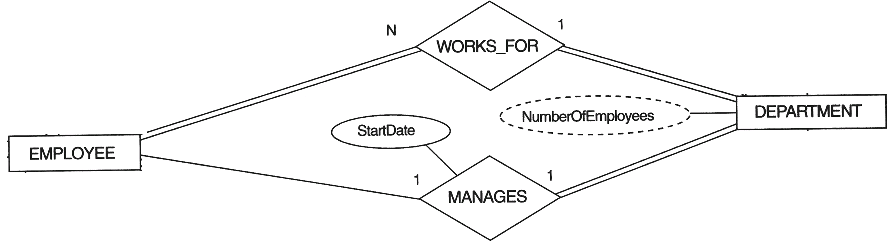 N
1
WORKS_FOR
StartDate
NumberOfEmployees
DEPARTMENT
EMPLOYEE
1
MANAGES
1